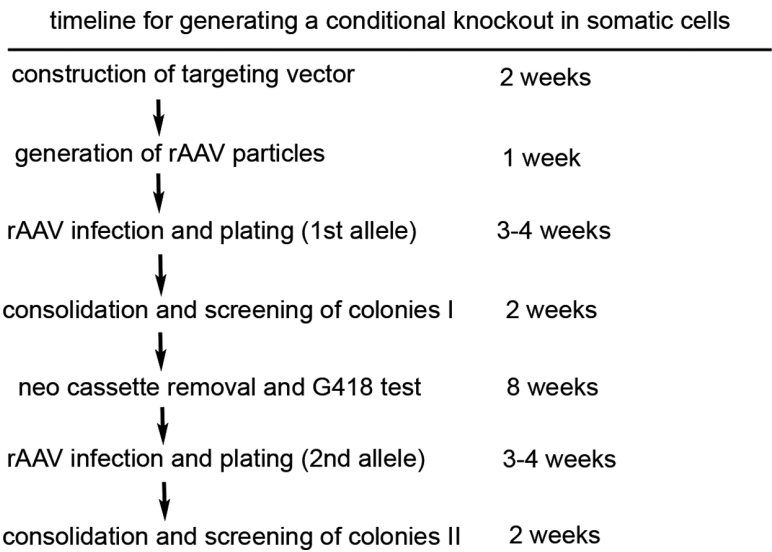 timeline for generating a conditional knockout in somatic cells
construction of targeting vector 2 weeks
generation of rAAV particles 1 week
rAAV infection and plating (1st allele) 3-4 weeks
consolidation and screening of colonies I 2 weeks
neo cassette removal and G418 test 8 weeks
rAAV infection and plating (2nd allele) 3-4 weeks
consolidation and screening of colonies II 2 weeks